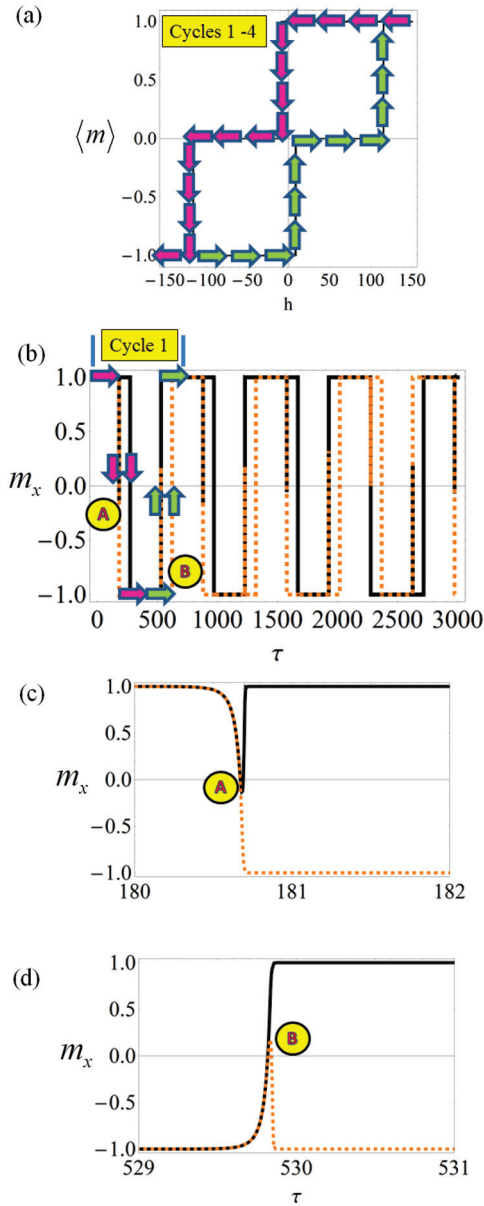 (a)
Cycles 1 -4
1.0
0.5
⟨m⟩
0.0
−0.5
−1.0
−150 −100 −50 0 50 100 150
h
(b)
Cycle 1
1.0
0.5
m_x
0.0
A
−0.5
B
−1.0
0 500 1000 1500 2000 2500 3000
τ
(c)
1.0
0.5
m_x
0.0
A
−0.5
−1.0
180 181 182
(d)
1.0
0.5
B
m_x
0.0
−0.5
−1.0
529 530 531
τ